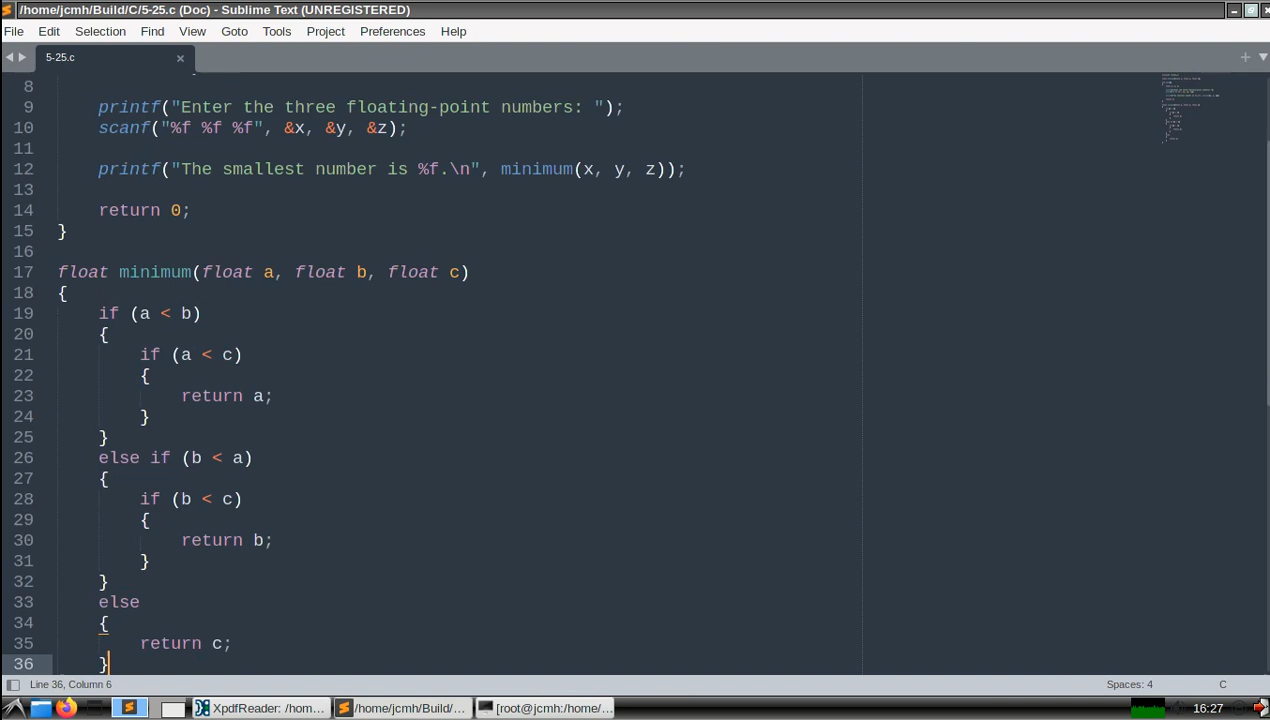 /home/jcmh/Build/C/5-25.c (Doc) - Sublime Text (UNREGISTERED)
File Edit Selection Find View Goto Tools Project Preferences Help
5-25.c
8
9 printf("Enter the three floating-point numbers: ");
10 scanf("%f %f %f", &x, &y, &z);
11
12 printf("The smallest number is %f.\n", minimum(x, y, z));
13
14 return 0;
15 }
16
17 float minimum(float a, float b, float c)
18 {
19 if (a < b)
20 {
21 if (a < c)
22 {
23 return a;
24 }
25 }
26 else if (b < a)
27 {
28 if (b < c)
29 {
30 return b;
31 }
32 }
33 else
34 {
35 return c;
36 }
Line 36, Column 6 Spaces: 4 C
XpdfReader: /hom... /home/jcmh/Build/... [root@jcmh:/home/... 16:27